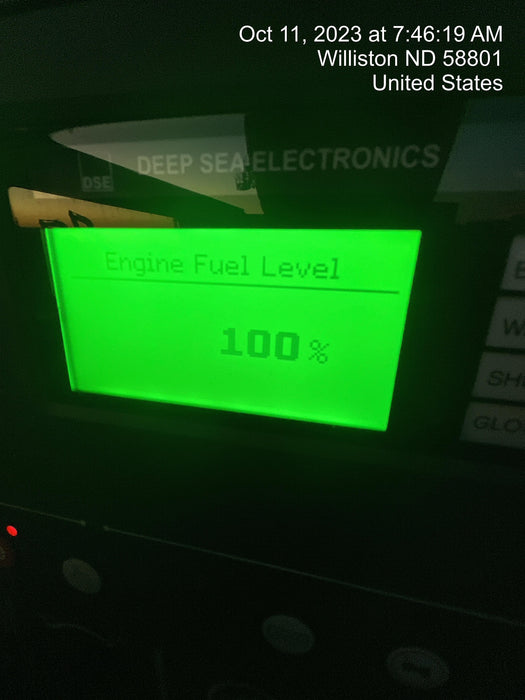 Oct 11, 2023 at 7:46:19 AM
Williston ND 58801
United States
DSE
DEEP SEA ELECTRONICS
Engine Fuel Level
100%